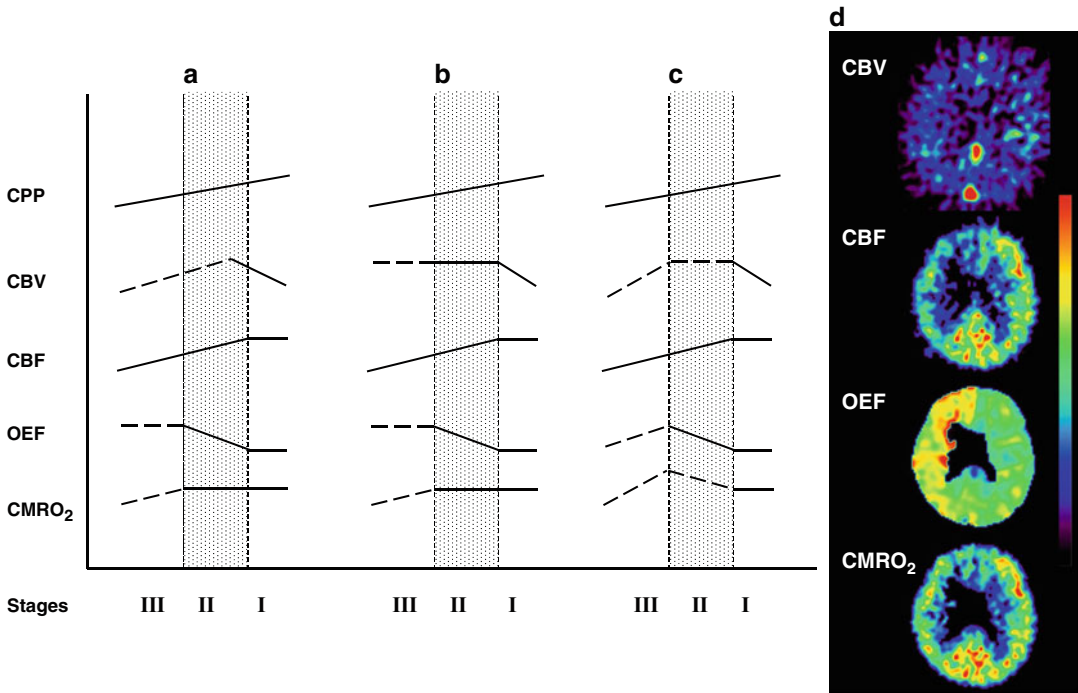 a
b
c
d
CPP
CBV
CBF
OEF
CMRO2
Stages III II I III II I III II I
CBV
CBF
OEF
CMRO2